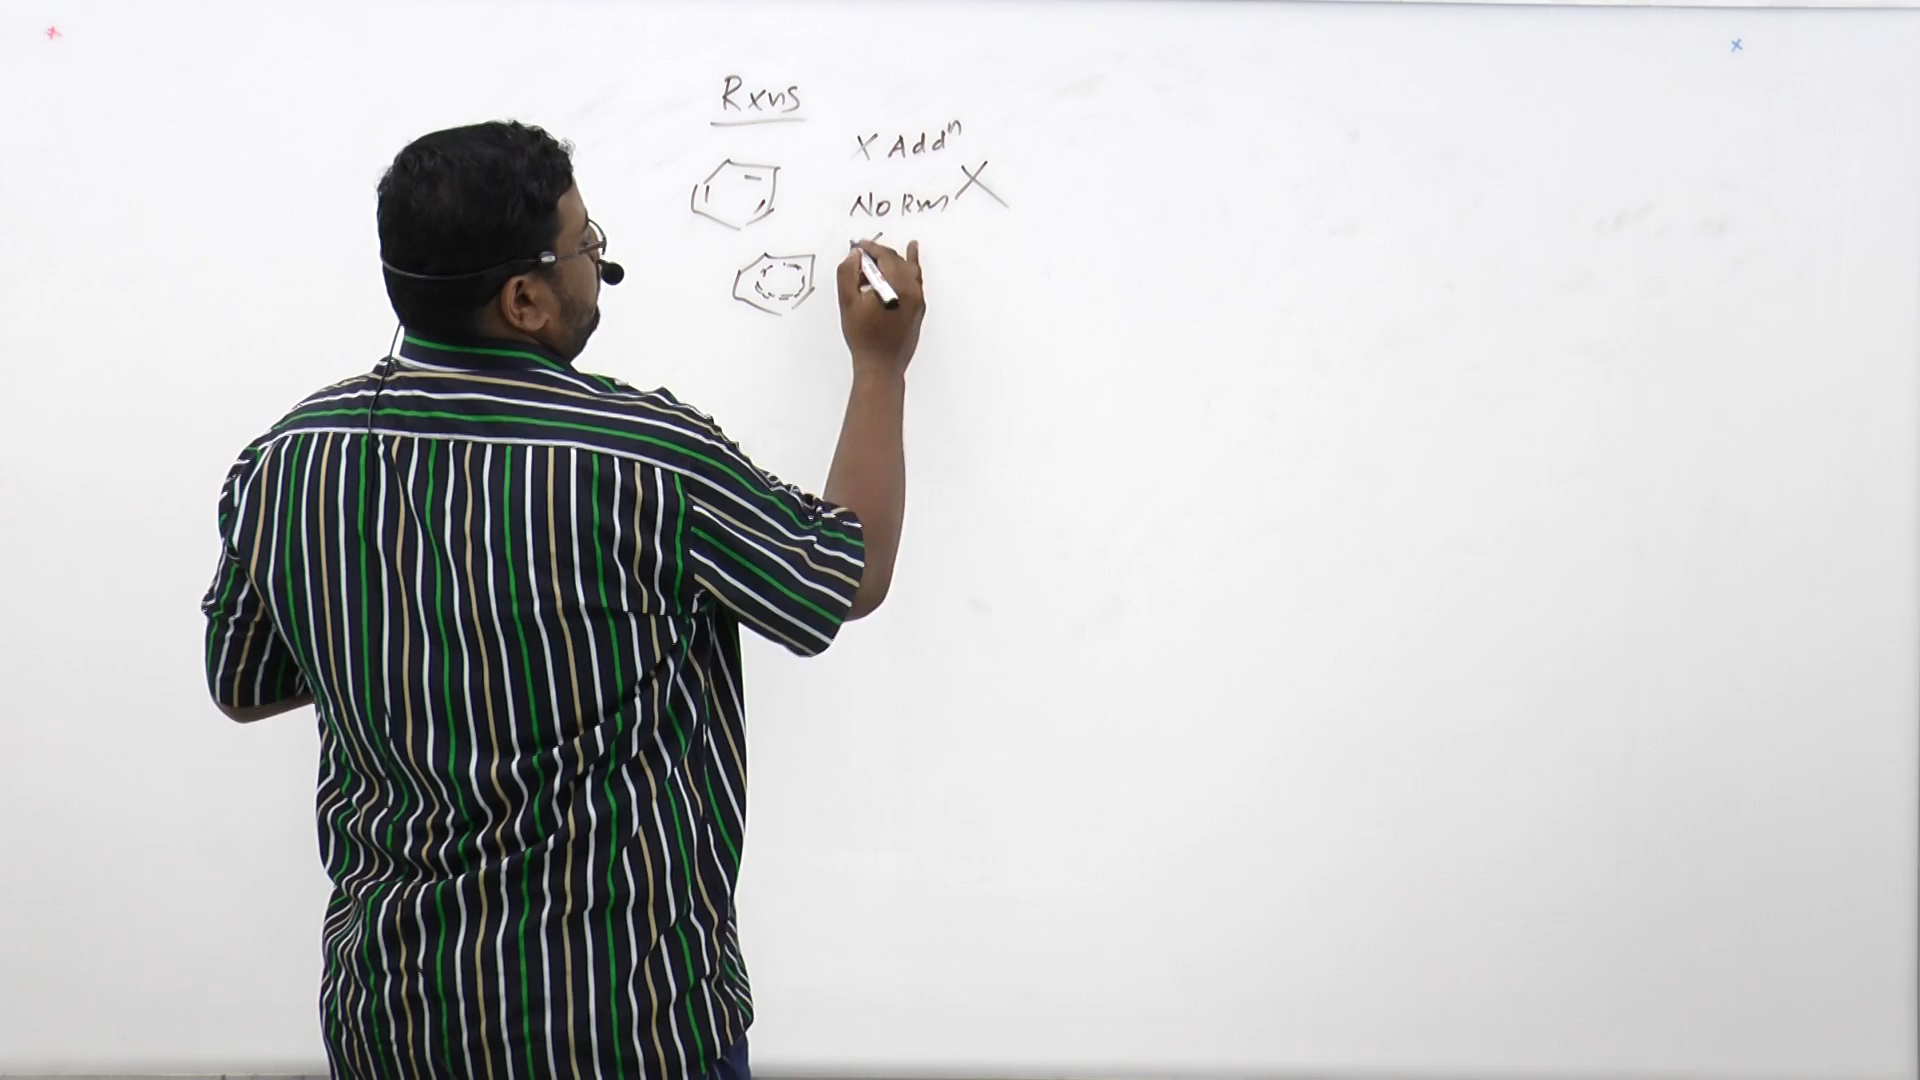 Rxns
X Addⁿ
No Rxn X